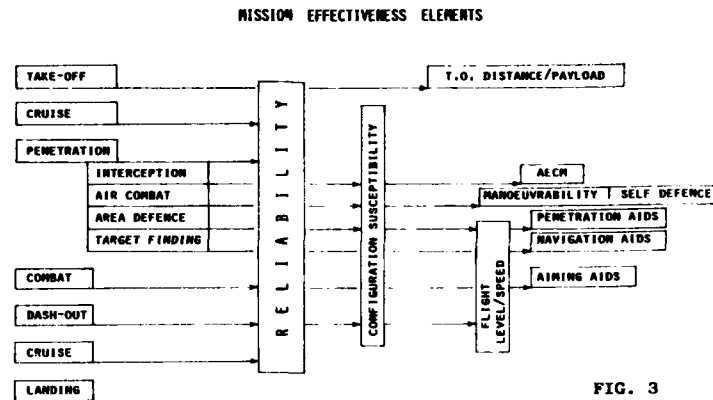 MISSION EFFECTIVENESS ELEMENTS
TAKE-OFF
T.O. DISTANCE/PAYLOAD
CRUISE
PENETRATION
INTERCEPTION
AECM
AIR COMBAT
MANOEUVRABILITY SELF DEFENCE
AREA DEFENCE
PENETRATION AIDS
TARGET FINDING
NAVIGATION AIDS
COMBAT
AIMING AIDS
DASH-OUT
CRUISE
LANDING
RELIABILITY
CONFIGURATION SUSCEPTIBILITY
FLIGHT
LEVEL/SPEED
FIG. 3